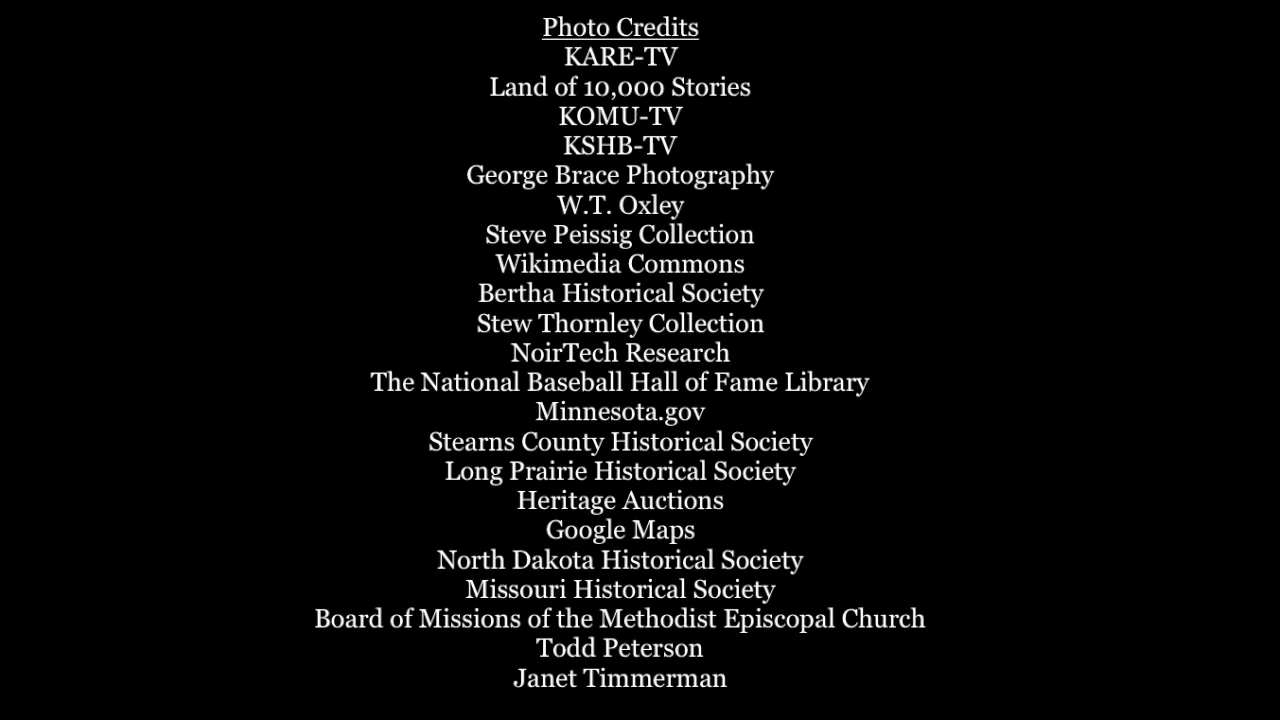 Photo Credits
KARE-TV
Land of 10,000 Stories
KOMU-TV
KSHB-TV
George Brace Photography
W.T. Oxley
Steve Peissig Collection
Wikimedia Commons
Bertha Historical Society
Stew Thornley Collection
NoirTech Research
The National Baseball Hall of Fame Library
Minnesota.gov
Stearns County Historical Society
Long Prairie Historical Society
Heritage Auctions
Google Maps
North Dakota Historical Society
Missouri Historical Society
Board of Missions of the Methodist Episcopal Church
Todd Peterson
Janet Timmerman